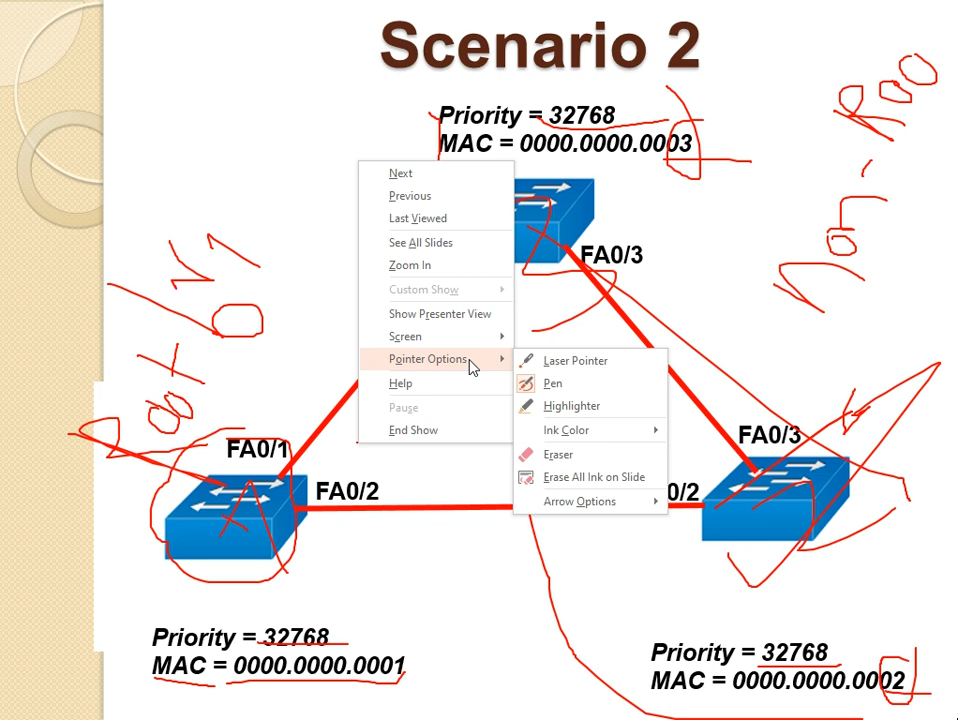 Scenario 2
Priority = 32768
MAC = 0000.0000.0003
Non-Roo
Next
Previous
Last Viewed
See All Slides
Zoom In
Custom Show
Show Presenter View
Screen
Pointer Options
Help
Pause
End Show
Laser Pointer
Pen
Highlighter
Ink Color
Eraser
Erase All Ink on Slide
Arrow Options
FA0/3
Root
FA0/1
FA0/2
FA0/3
0/2
Priority = 32768
MAC = 0000.0000.0001
Priority = 32768
MAC = 0000.0000.0002